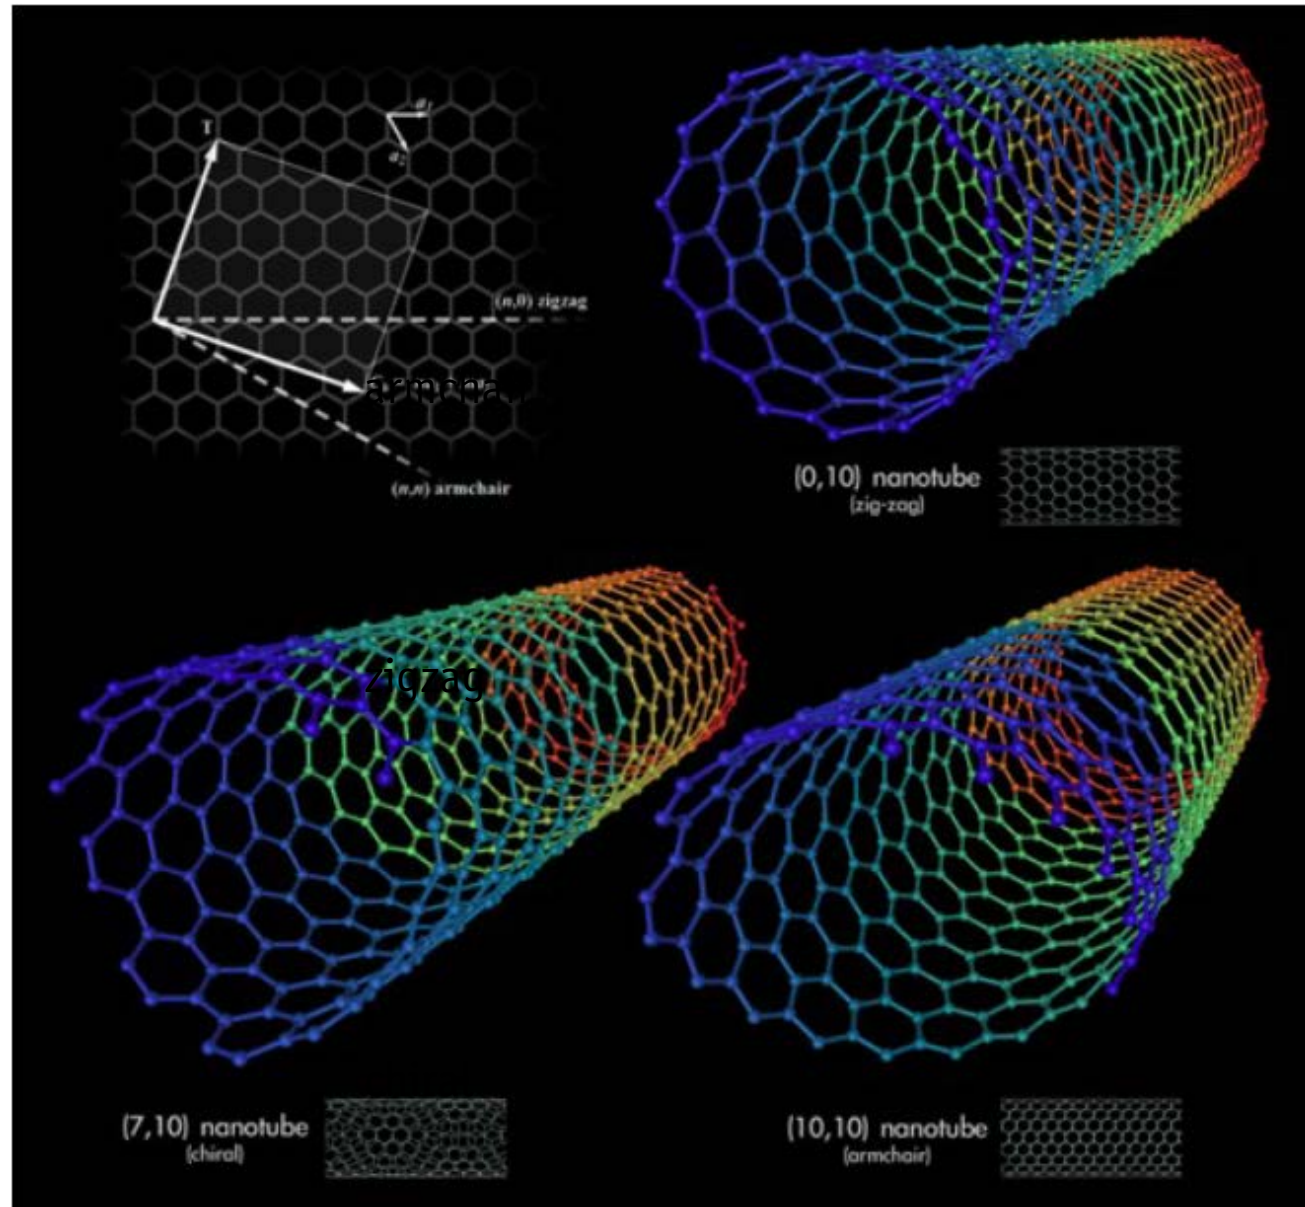 a1
T
a2
(n,0) zigzag
(n,n) armchair
(0,10) nanotube
(zig-zag)
zigzag
(7,10) nanotube
(chiral)
(10,10) nanotube
(armchair)